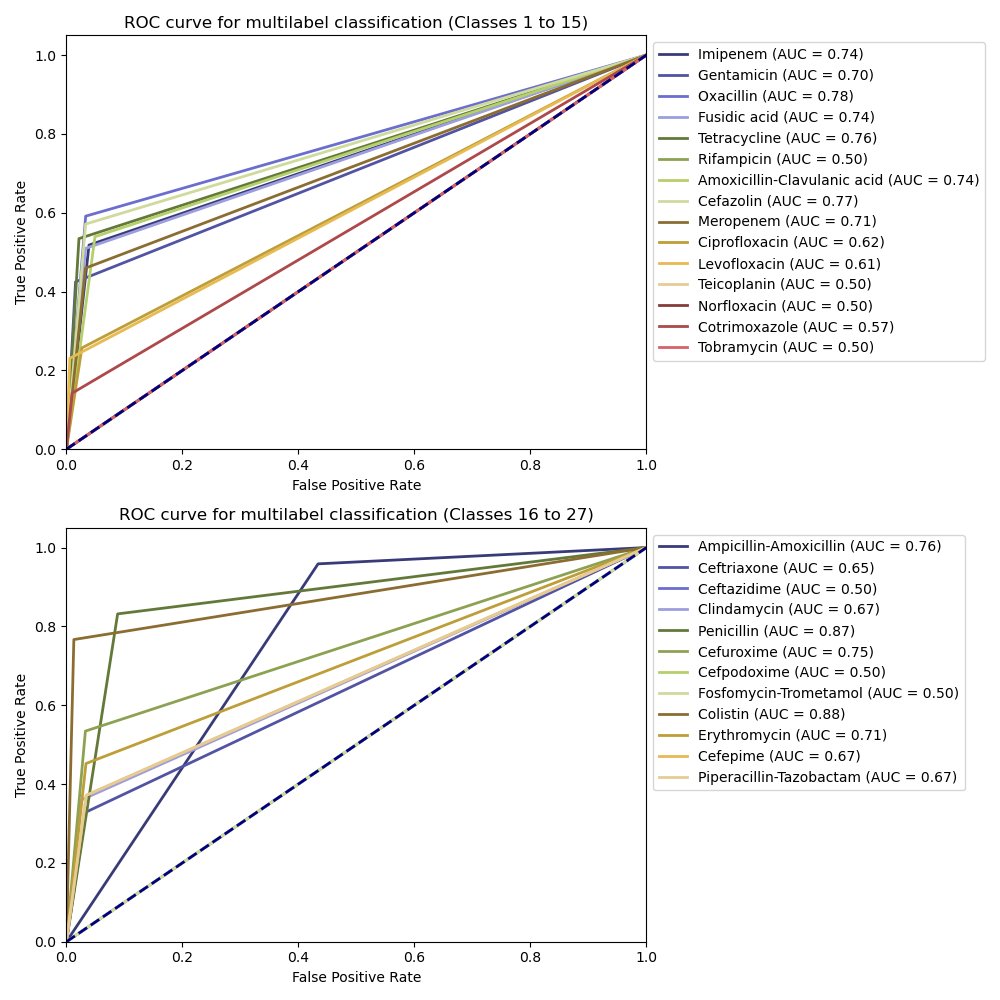 ROC curve for multilabel classification (Classes 1 to 15)
True Positive Rate
1.0
0.8
0.6
0.4
0.2
0.0
0.0 0.2 0.4 0.6 0.8 1.0
False Positive Rate
Imipenem (AUC = 0.74)
Gentamicin (AUC = 0.70)
Oxacillin (AUC = 0.78)
Fusidic acid (AUC = 0.74)
Tetracycline (AUC = 0.76)
Rifampicin (AUC = 0.50)
Amoxicillin-Clavulanic acid (AUC = 0.74)
Cefazolin (AUC = 0.77)
Meropenem (AUC = 0.71)
Ciprofloxacin (AUC = 0.62)
Levofloxacin (AUC = 0.61)
Teicoplanin (AUC = 0.50)
Norfloxacin (AUC = 0.50)
Cotrimoxazole (AUC = 0.57)
Tobramycin (AUC = 0.50)
ROC curve for multilabel classification (Classes 16 to 27)
True Positive Rate
1.0
0.8
0.6
0.4
0.2
0.0
0.0 0.2 0.4 0.6 0.8 1.0
False Positive Rate
Ampicillin-Amoxicillin (AUC = 0.76)
Ceftriaxone (AUC = 0.65)
Ceftazidime (AUC = 0.50)
Clindamycin (AUC = 0.67)
Penicillin (AUC = 0.87)
Cefuroxime (AUC = 0.75)
Cefpodoxime (AUC = 0.50)
Fosfomycin-Trometamol (AUC = 0.50)
Colistin (AUC = 0.88)
Erythromycin (AUC = 0.71)
Cefepime (AUC = 0.67)
Piperacillin-Tazobactam (AUC = 0.67)